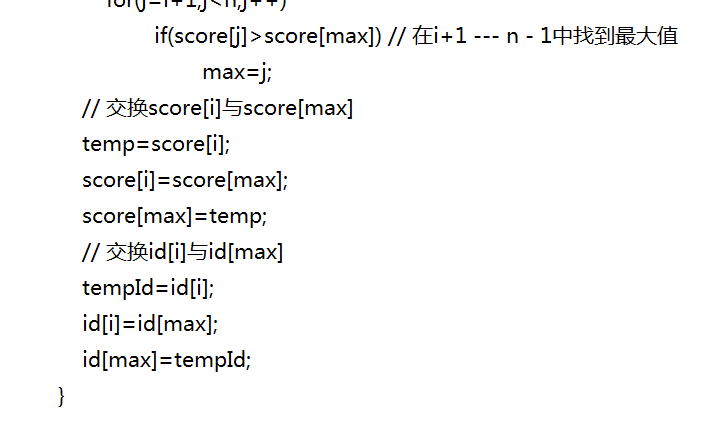 for(j=i+1;j<n;j++)
if(score[j]>score[max]) // 在i+1 --- n - 1中找到最大值
max=j;
// 交换score[i]与score[max]
temp=score[i];
score[i]=score[max];
score[max]=temp;
// 交换id[i]与id[max]
tempId=id[i];
id[i]=id[max];
id[max]=tempId;
}